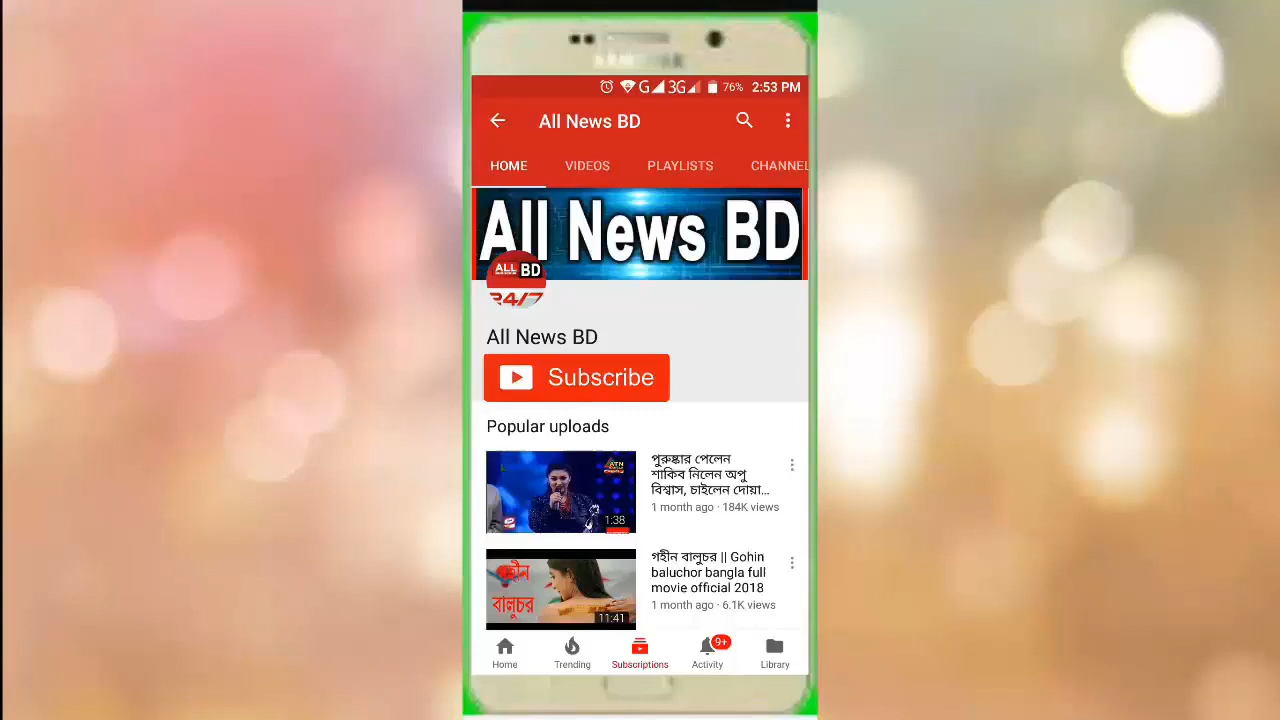 G 3G 76% 2:53 PM
All News BD
HOME VIDEOS PLAYLISTS CHANNEL
All News BD
ALL BD
24/7
All News BD
Subscribe
Popular uploads
পুরুষ্কার পেলেন
শাকিব নিলেন অপু
বিশ্বাস, চাইলেন দোয়া...
1 month ago · 184K views
ATN
1:38
গহীন বালুচর || Gohin
baluchor bangla full
movie official 2018
1 month ago · 6.1K views
গহীন
বালুচর
11:41
9+
Home Trending Subscriptions Activity Library